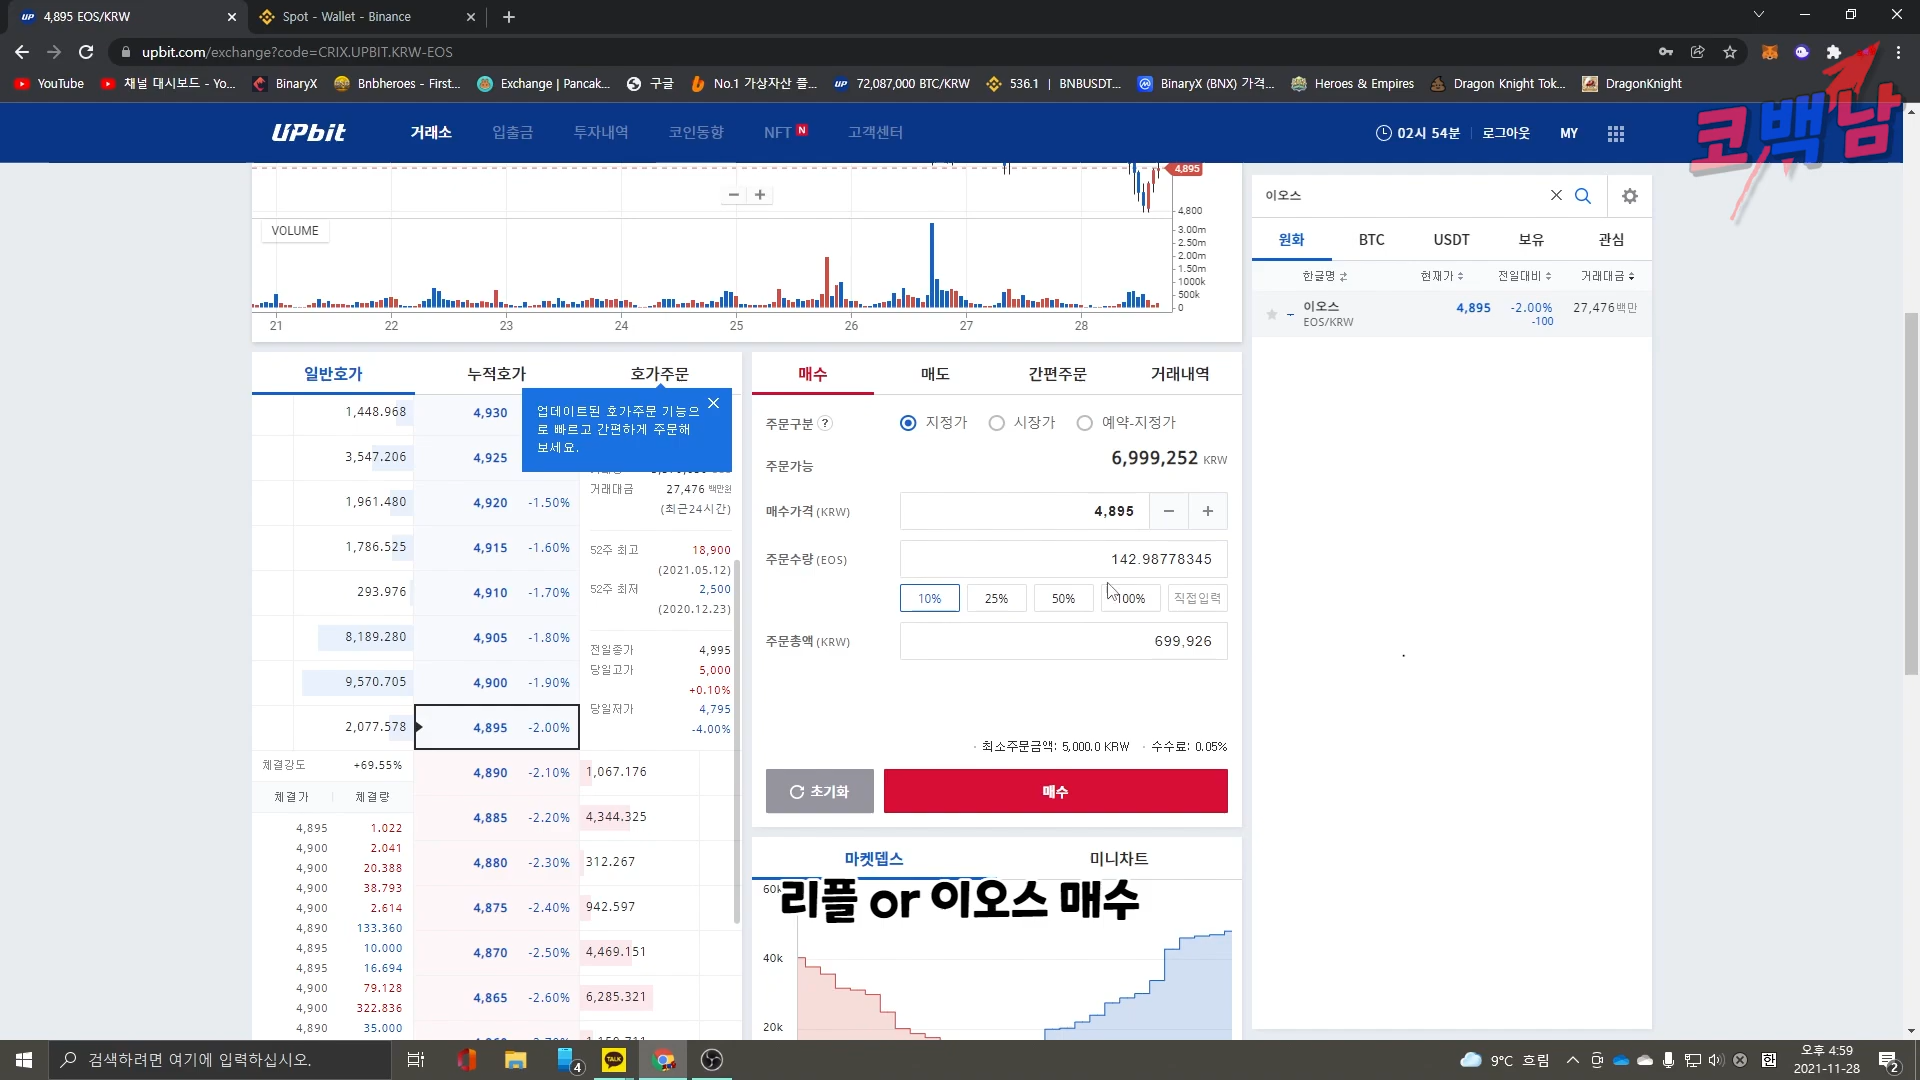 4,895 EOS/KRW
Spot - Wallet - Binance
upbit.com/exchange?code=CRIX.UPBIT.KRW-EOS
YouTube
채널 대시보드 - Yo...
BinaryX
Bnbheroes - First...
Exchange | Pancak...
구글
No.1 가상자산 플...
72,087,000 BTC/KRW
536.1 | BNBUSDT...
BinaryX (BNX) 가격...
Heroes & Empires
Dragon Knight Tok...
DragonKnight
UPbit
거래소
입출금
투자내역
코인동향
NFT N
고객센터
02시 54분
로그아웃
MY
코백남
4,895
4,800
VOLUME
3.00m
2.50m
2.00m
1.50m
1000k
500k
0
21 22 23 24 25 26 27 28
이오스
원화 BTC USDT 보유 관심
한글명 현재가 전일대비 거래대금
이오스 4,895 -2.00% 27,476백만
EOS/KRW -100
일반호가 누적호가 호가주문
업데이트된 호가주문 기능으
로 빠르고 간편하게 주문해
보세요.
1,448.968 4,930
3,547.206 4,925
1,961.480 4,920 -1.50%
1,786.525 4,915 -1.60%
293.976 4,910 -1.70%
8,189.280 4,905 -1.80%
9,570.705 4,900 -1.90%
2,077.578 4,895 -2.00%
거래대금 27,476 백만원
(최근24시간)
52주 최고 18,900
(2021.05.12)
52주 최저 2,500
(2020.12.23)
전일종가 4,995
당일고가 5,000
+0.10%
당일저가 4,795
-4.00%
4,890 -2.10% 1,067.176
4,885 -2.20% 4,344.325
4,880 -2.30% 312.267
4,875 -2.40% 942.597
4,870 -2.50% 4,469.151
4,865 -2.60% 6,285.321
체결강도 +69.55%
체결가 체결량
4,895 1.022
4,900 2.041
4,900 20.388
4,900 38.793
4,900 2.614
4,890 133.360
4,895 10.000
4,895 16.694
4,900 79.128
4,900 322.836
4,890 35.000
매수 매도 간편주문 거래내역
주문구분 ? 지정가 시장가 예약-지정가
주문가능 6,999,252 KRW
매수가격 (KRW) 4,895 − +
주문수량 (EOS) 142.98778345
10% 25% 50% 100% 직접입력
주문총액 (KRW) 699,926
· 최소주문금액: 5,000.0 KRW · 수수료: 0.05%
초기화 매수
마켓뎁스 미니차트
60k
40k
20k
리플 or 이오스 매수
검색하려면 여기에 입력하십시오.
4
TALK
9°C 흐림
한
오후 4:59
2021-11-28
2